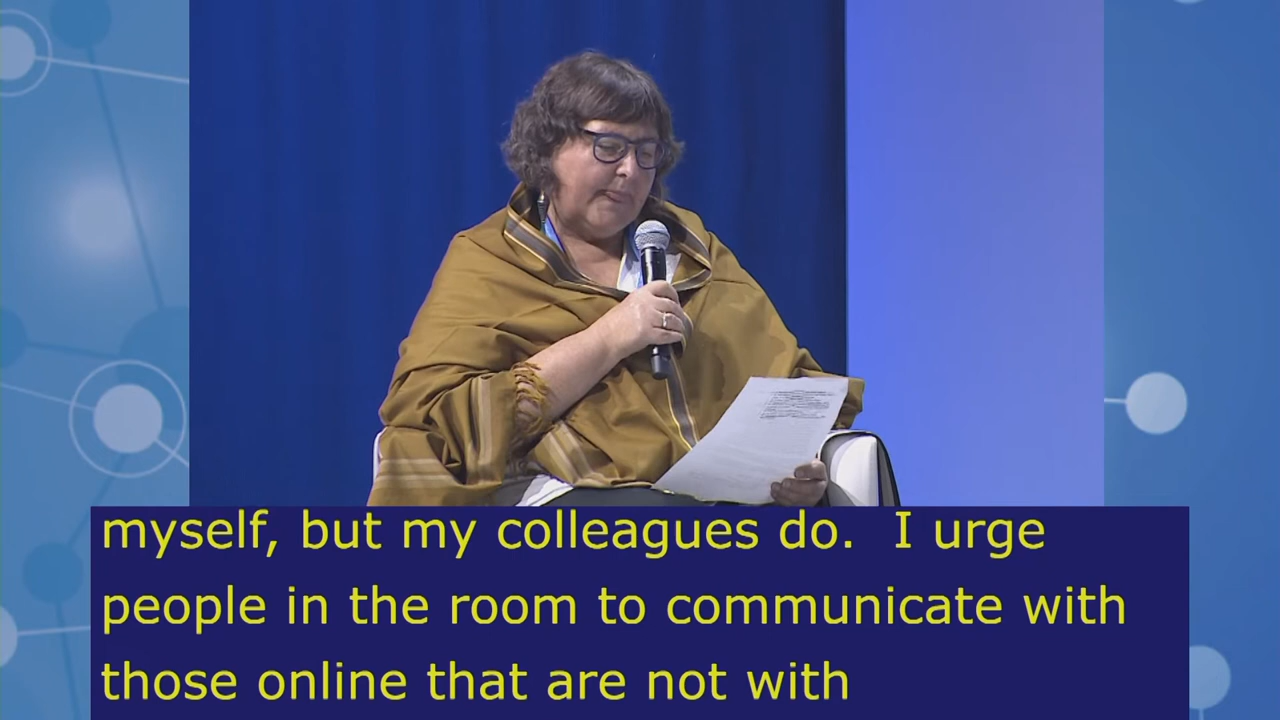 myself, but my colleagues do.  I urge
people in the room to communicate with
those online that are not with